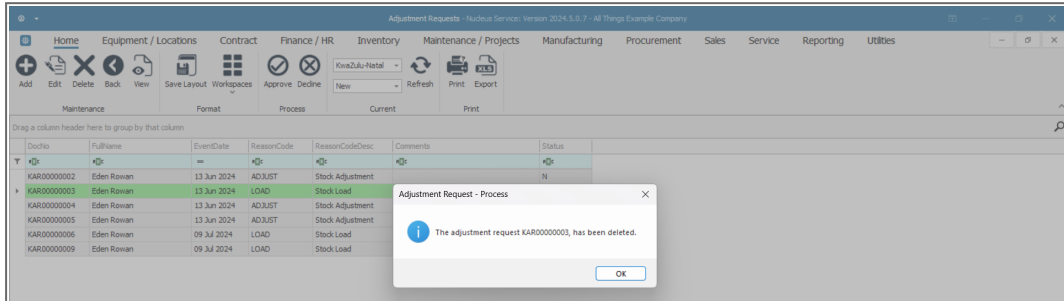 Adjustment Requests - Nucleus Service: Version 2024.5.0.7 - All Things Example Company
Home Equipment / Locations Contract Finance / HR Inventory Maintenance / Projects Manufacturing Procurement Sales Service Reporting Utilities
KwaZulu-Natal
XLS
Add Edit Delete Back View Save Layout Workspaces Approve Decline New Refresh Print Export
Maintenance Format Process Current Print
Drag a column header here to group by that column
DocNo FullName EventDate ReasonCode ReasonCodeDesc Comments Status
KAR00000002 Eden Rowan 13 Jun 2024 ADJUST Stock Adjustment N
KAR00000003 Eden Rowan 13 Jun 2024 LOAD Stock Load
KAR00000004 Eden Rowan 13 Jun 2024 ADJUST Stock Adjustment
KAR00000005 Eden Rowan 13 Jun 2024 ADJUST Stock Adjustment
KAR00000006 Eden Rowan 09 Jul 2024 LOAD Stock Load
KAR00000009 Eden Rowan 09 Jul 2024 LOAD Stock Load
Adjustment Request - Process
The adjustment request KAR00000003, has been deleted.
OK